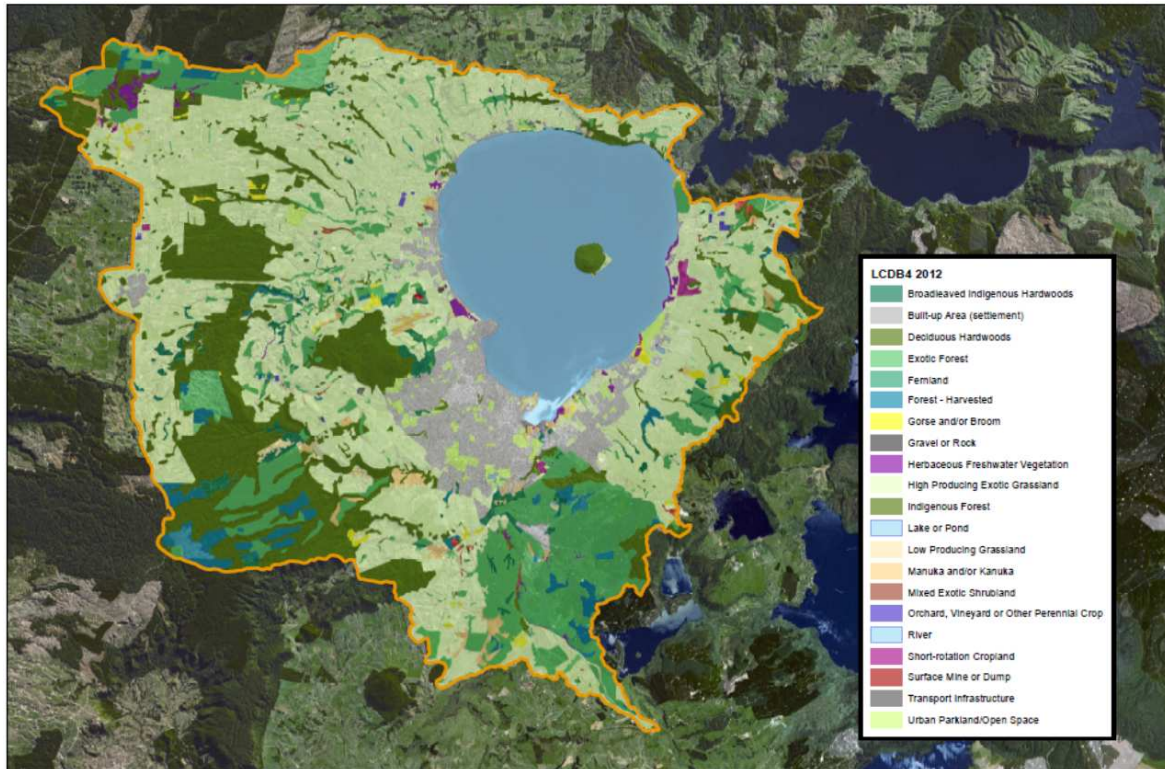 LCDB4 2012
Broadleaved Indigenous Hardwoods
Built-up Area (settlement)
Deciduous Hardwoods
Exotic Forest
Fernland
Forest - Harvested
Gorse and/or Broom
Gravel or Rock
Herbaceous Freshwater Vegetation
High Producing Exotic Grassland
Indigenous Forest
Lake or Pond
Low Producing Grassland
Manuka and/or Kanuka
Mixed Exotic Shrubland
Orchard, Vineyard or Other Perennial Crop
River
Short-rotation Cropland
Surface Mine or Dump
Transport Infrastructure
Urban Parkland/Open Space